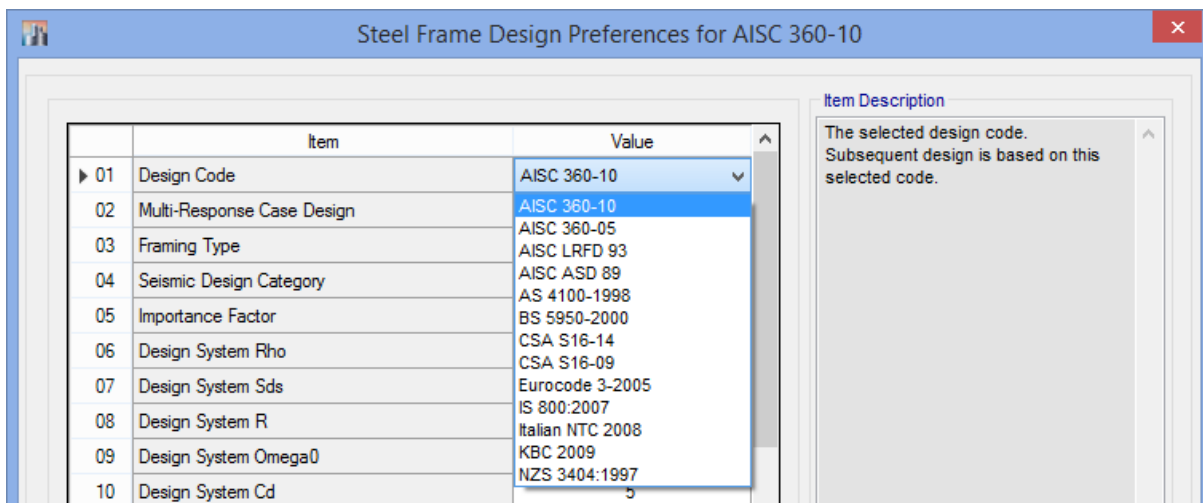 Steel Frame Design Preferences for AISC 360-10
Item Value
01 Design Code AISC 360-10
02 Multi-Response Case Design
03 Framing Type
04 Seismic Design Category
05 Importance Factor
06 Design System Rho
07 Design System Sds
08 Design System R
09 Design System Omega0
10 Design System Cd 5
AISC 360-10
AISC 360-05
AISC LRFD 93
AISC ASD 89
AS 4100-1998
BS 5950-2000
CSA S16-14
CSA S16-09
Eurocode 3-2005
IS 800:2007
Italian NTC 2008
KBC 2009
NZS 3404:1997
Item Description
The selected design code.
Subsequent design is based on this
selected code.